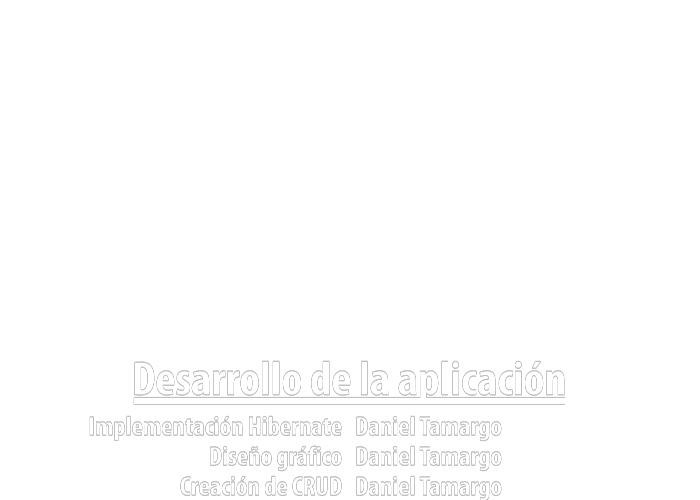 Desarrollo de la aplicación
Implementación Hibernate Daniel Tamargo
Diseño gráfico Daniel Tamargo
Creación de CRUD Daniel Tamargo